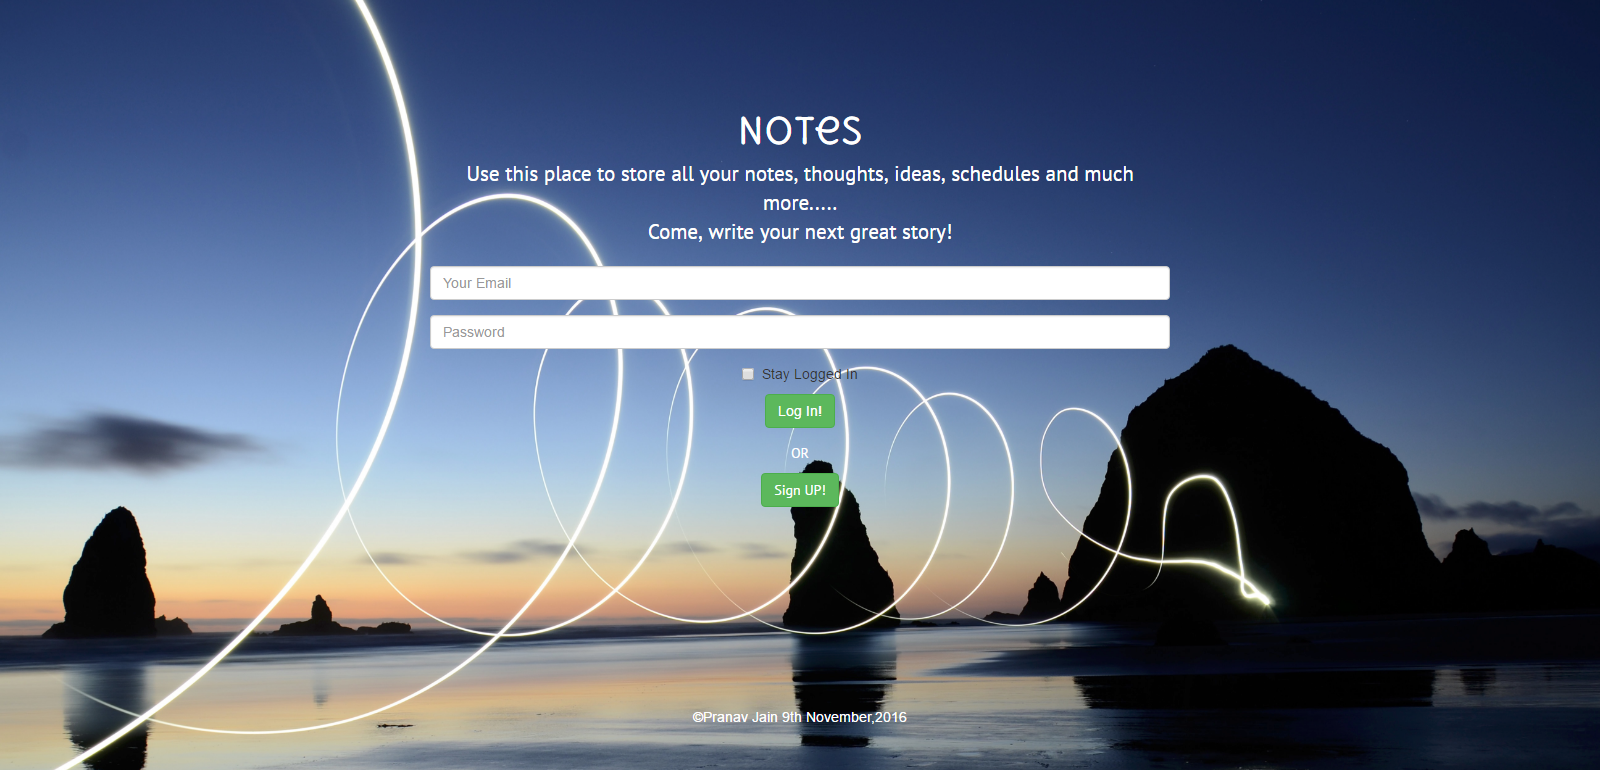 NOTeS
Use this place to store all your notes, thoughts, ideas, schedules and much
more.....
Come, write your next great story!
Your Email
Password
Stay Logged In
Log In!
OR
Sign UP!
©Pranav Jain 9th November,2016